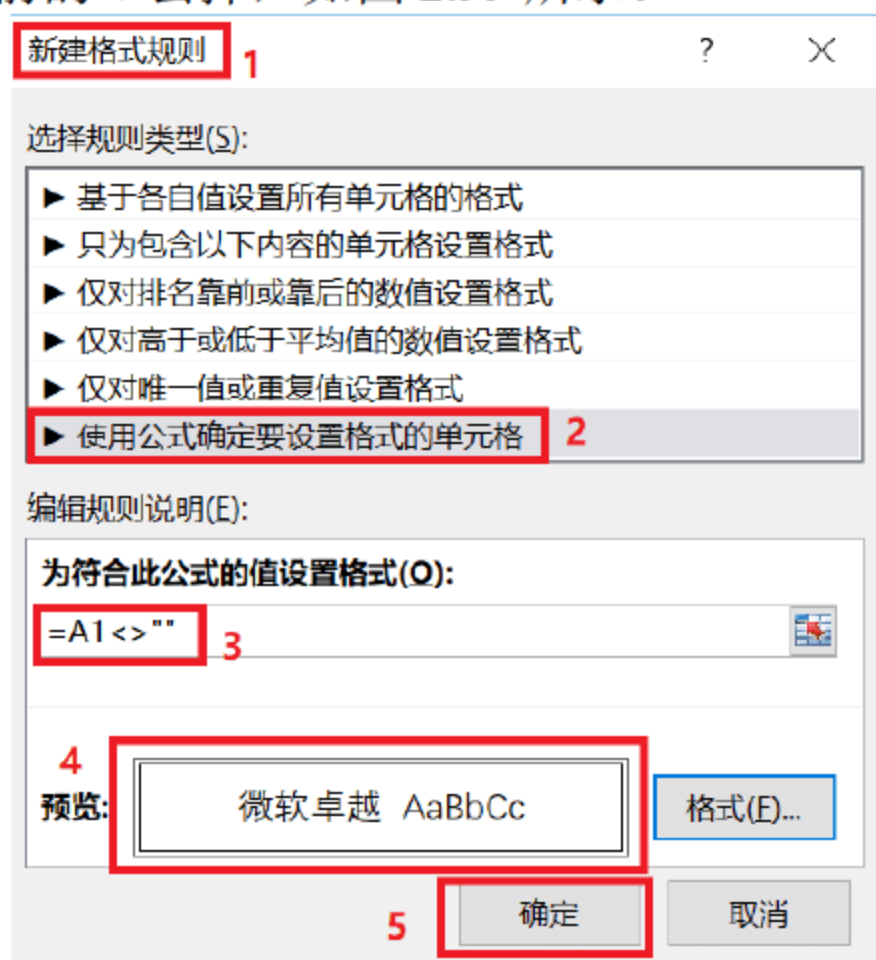 新建格式规则 1 ?
选择规则类型(S):
▶ 基于各自值设置所有单元格的格式
▶ 只为包含以下内容的单元格设置格式
▶ 仅对排名靠前或靠后的数值设置格式
▶ 仅对高于或低于平均值的数值设置格式
▶ 仅对唯一值或重复值设置格式
▶ 使用公式确定要设置格式的单元格 2
编辑规则说明(E):
为符合此公式的值设置格式(O):
=A1<>"" 3
4
预览: 微软卓越 AaBbCc 格式(F)...
5 确定 取消